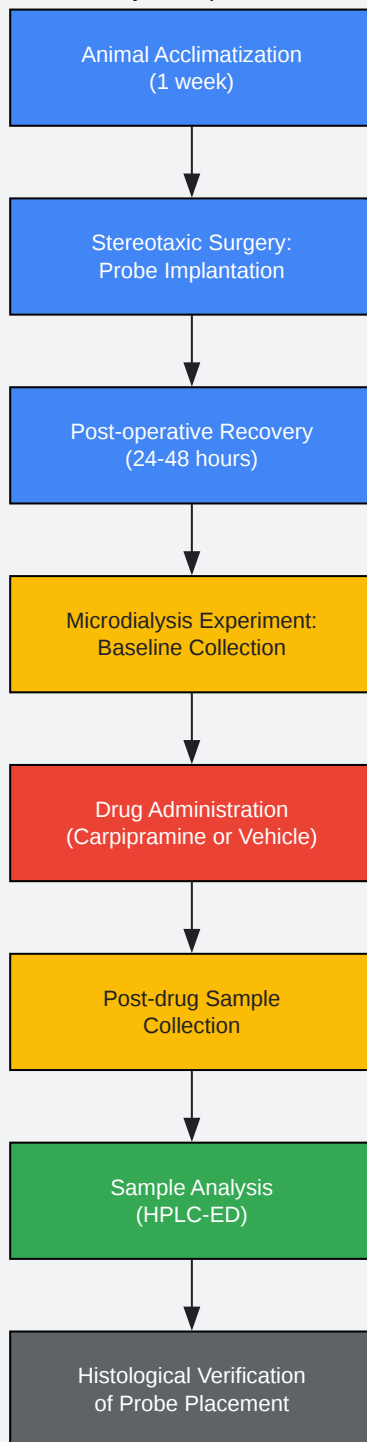 Animal Acclimatization
(1 week)
Stereotaxic Surgery:
Probe Implantation
Post-operative Recovery
(24-48 hours)
Microdialysis Experiment:
Baseline Collection
Drug Administration
(Carpipramine or Vehicle)
Post-drug Sample
Collection
Sample Analysis
(HPLC-ED)
Histological Verification
of Probe Placement